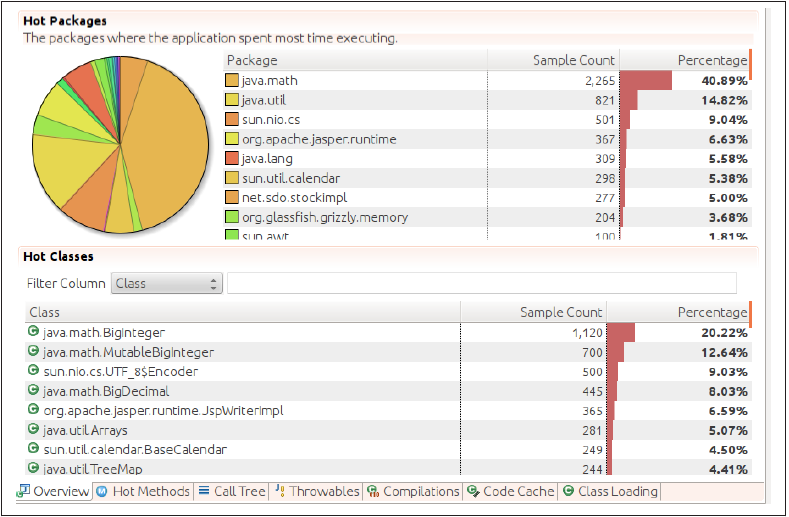 Hot Packages
The packages where the application spent most time executing.
Package Sample Count Percentage
java.math 2,265 40.89%
java.util 821 14.82%
sun.nio.cs 501 9.04%
org.apache.jasper.runtime 367 6.63%
java.lang 309 5.58%
sun.util.calendar 298 5.38%
net.sdo.stockimpl 277 5.00%
org.glassfish.grizzly.memory 204 3.68%
sun.awt 100 1.81%
Hot Classes
Filter Column Class
Class Sample Count Percentage
java.math.BigInteger 1,120 20.22%
java.math.MutableBigInteger 700 12.64%
sun.nio.cs.UTF_8$Encoder 500 9.03%
java.math.BigDecimal 445 8.03%
org.apache.jasper.runtime.JspWriterImpl 365 6.59%
java.util.Arrays 281 5.07%
sun.util.calendar.BaseCalendar 249 4.50%
java.util.TreeMap 244 4.41%
Overview Hot Methods Call Tree Throwables Compilations Code Cache Class Loading